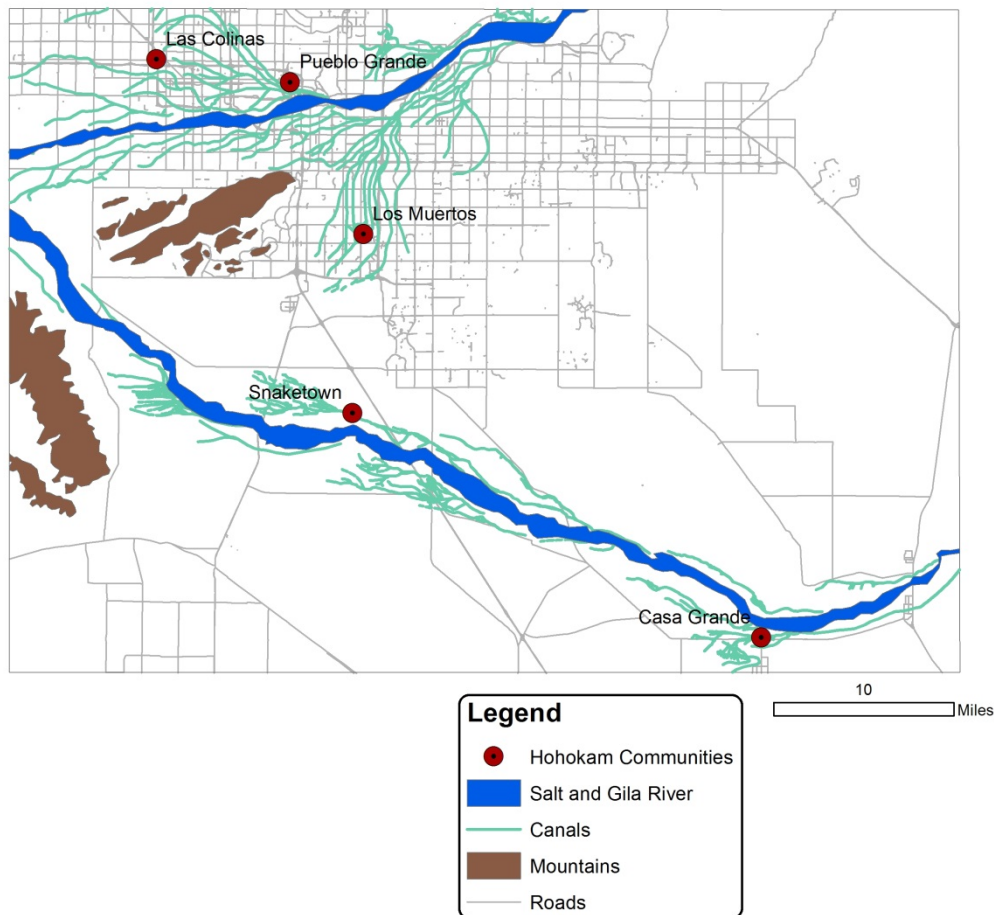 Las Colinas
Pueblo Grande
Los Muertos
Snaketown
Casa Grande
10
Miles
Legend
Hohokam Communities
Salt and Gila River
Canals
Mountains
Roads